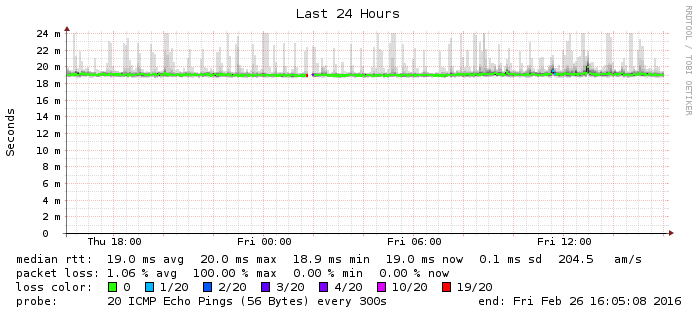 Last 24 Hours
RRDTOOL / TOBI OETIKER
Seconds
24 m
22 m
20 m
18 m
16 m
14 m
12 m
10 m
8 m
6 m
4 m
2 m
0
Thu 18:00 Fri 00:00 Fri 06:00 Fri 12:00
median rtt: 19.0 ms avg 20.0 ms max 18.9 ms min 19.0 ms now 0.1 ms sd 204.5 am/s
packet loss: 1.06 % avg 100.00 % max 0.00 % min 0.00 % now
loss color: 0 1/20 2/20 3/20 4/20 10/20 19/20
probe: 20 ICMP Echo Pings (56 Bytes) every 300s end: Fri Feb 26 16:05:08 2016